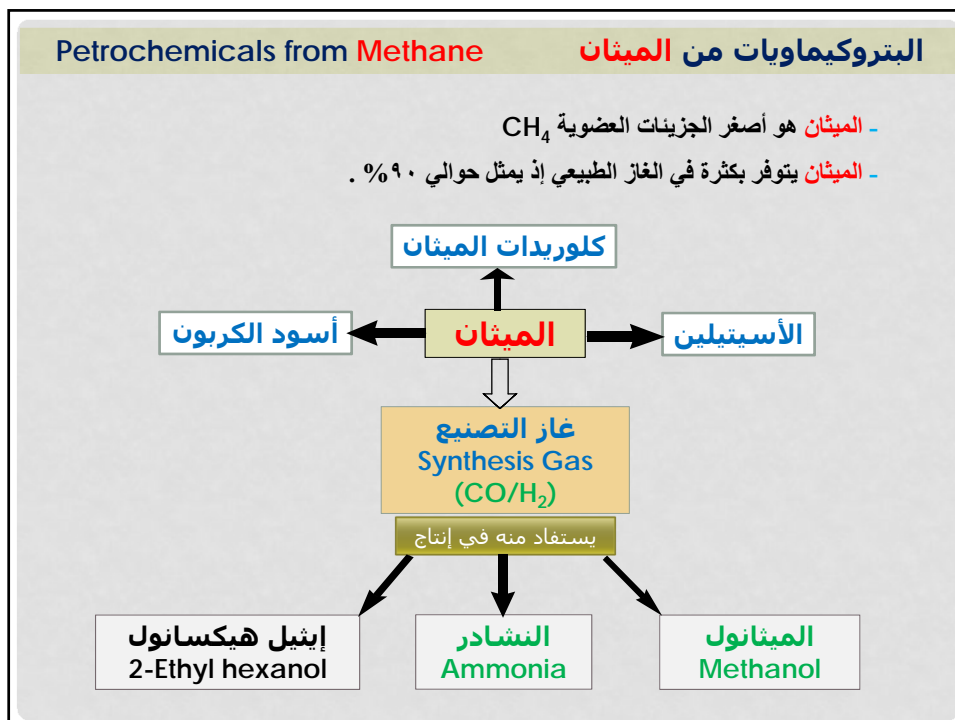 البتروكيماويات من الميثان Petrochemicals from Methane
- الميثان هو أصغر الجزيئات العضوية CH₄
- الميثان يتوفر بكثرة في الغاز الطبيعي إذ يمثل حوالي ٩٠% .
كلوريدات الميثان
الأسيتيلين
الميثان
أسود الكربون
غاز التصنيع
Synthesis Gas
(CO/H₂)
يستفاد منه في إنتاج
الميثانول
Methanol
النشادر
Ammonia
إيثيل هيكسانول
2-Ethyl hexanol